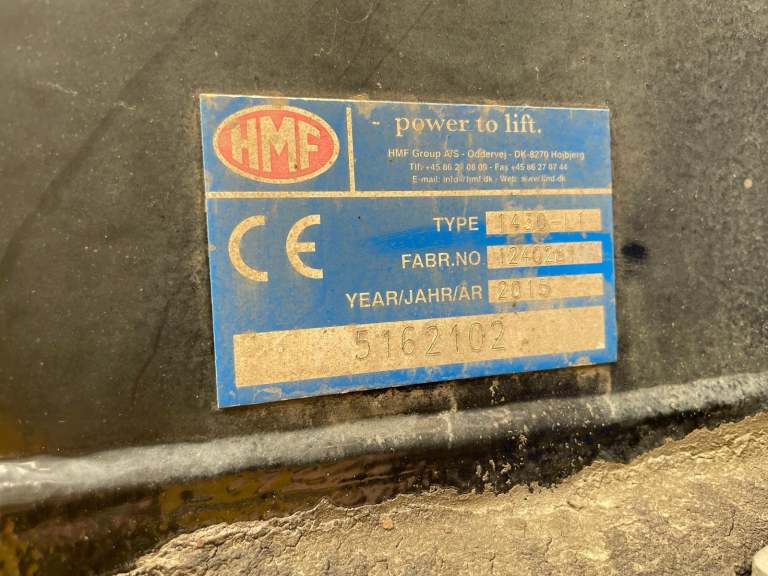 HMF
- power to lift.
HMF Group A/S - Oddervej - DK-8270 Højbjerg
E-mail: info@hmf.dk - Web: www.hmf.dk
CE
TYPE
FABR.NO
YEAR/JAHR/ÅR 2015
5162102